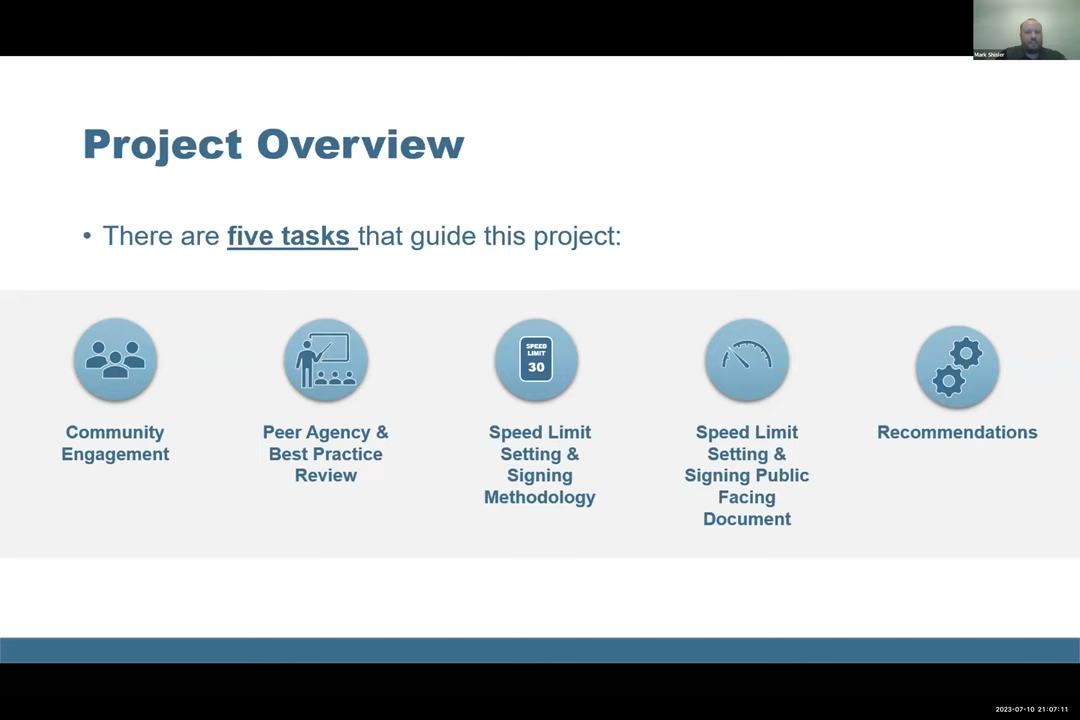 Mark Shisler
Project Overview
• There are five tasks that guide this project:
SPEED
LIMIT
30
Community
Engagement
Peer Agency &
Best Practice
Review
Speed Limit
Setting &
Signing
Methodology
Speed Limit
Setting &
Signing Public
Facing
Document
Recommendations
2023-07-10 21:07:11